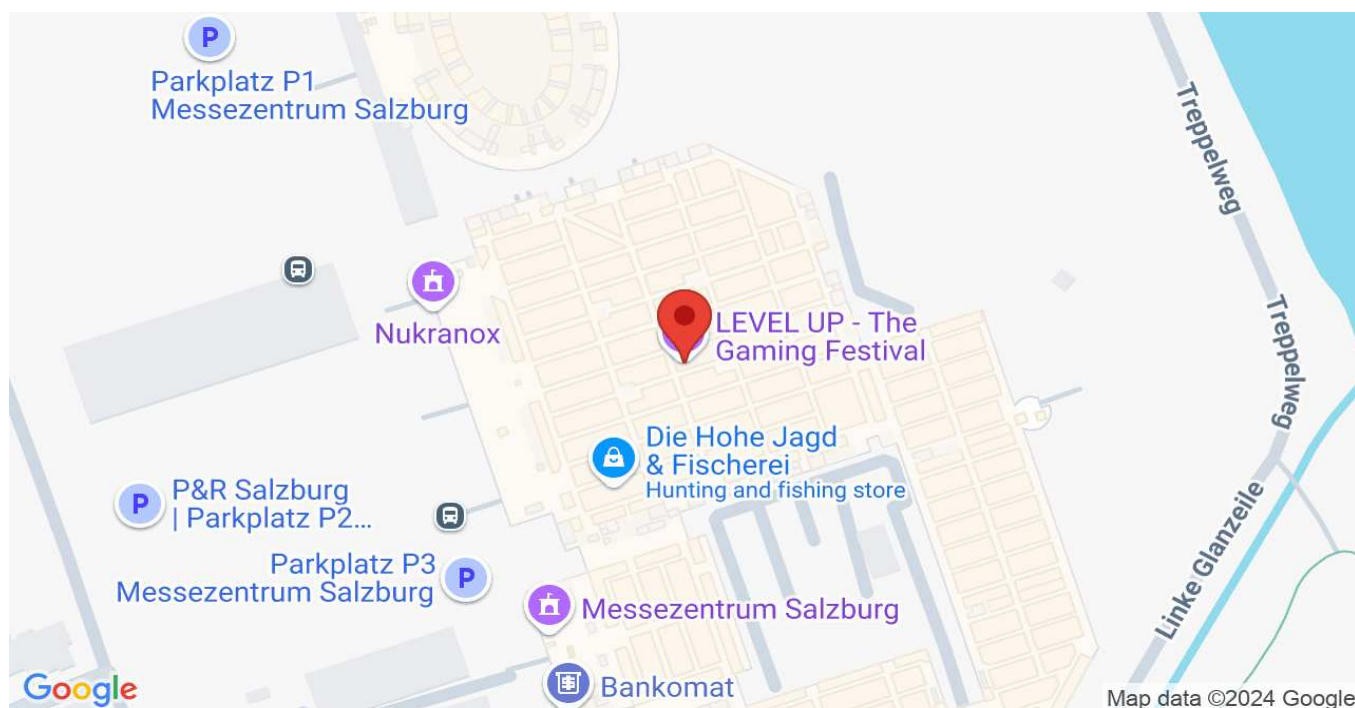 P
Parkplatz P1
Messezentrum Salzburg
Treppelweg
Nukranox
LEVEL UP - The
Gaming Festival
Treppelweg
Die Hohe Jagd
& Fischerei
Hunting and fishing store
P
P&R Salzburg
| Parkplatz P2...
Parkplatz P3
Messezentrum Salzburg
P
Linke Glanzeile
Messezentrum Salzburg
Bankomat
Google
Map data ©2024 Google